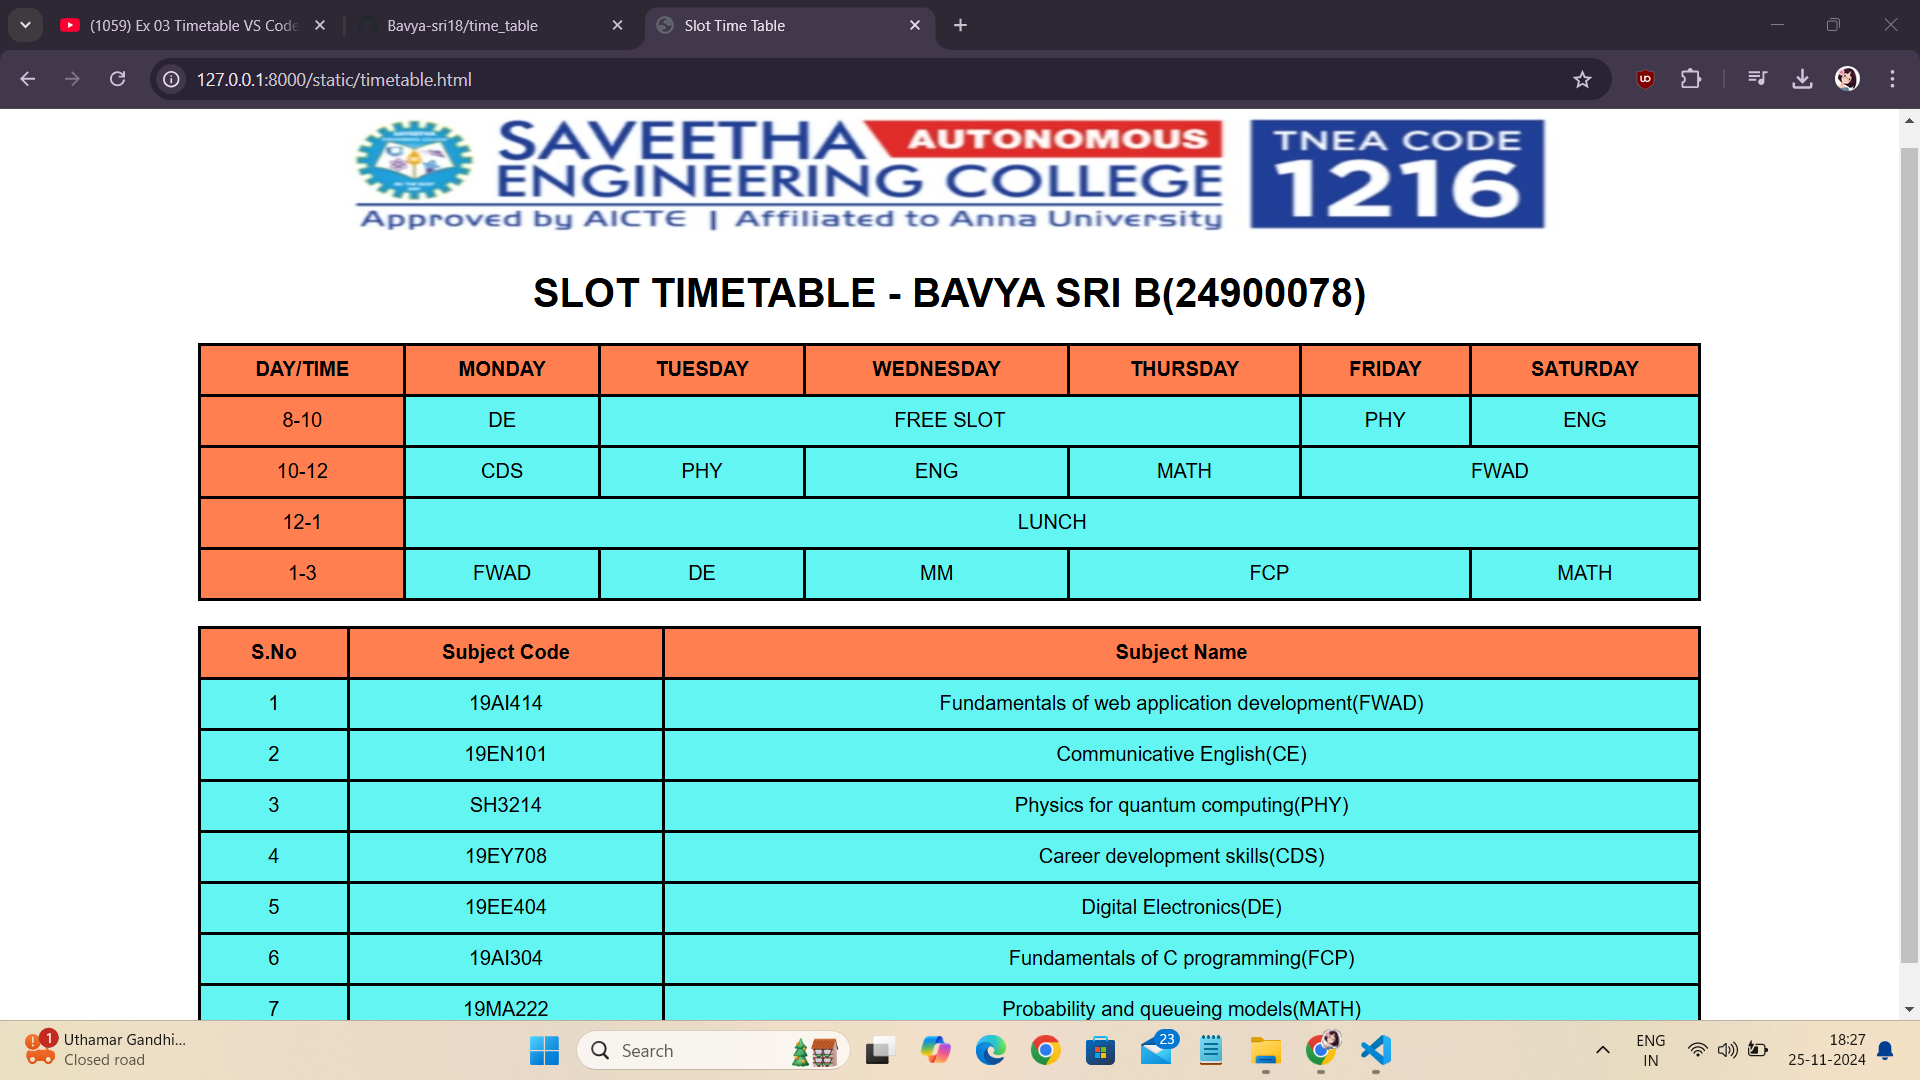 (1059) Ex 03 Timetable VS Code
Bavya-sri18/time_table
Slot Time Table
127.0.0.1:8000/static/timetable.html
SAVEETHA AUTONOMOUS
ENGINEERING COLLEGE
Approved by AICTE | Affiliated to Anna University
TNEA CODE
1216
SLOT TIMETABLE - BAVYA SRI B(24900078)
DAY/TIME MONDAY TUESDAY WEDNESDAY THURSDAY FRIDAY SATURDAY
8-10 DE FREE SLOT PHY ENG
10-12 CDS PHY ENG MATH FWAD
12-1 LUNCH
1-3 FWAD DE MM FCP MATH
S.No Subject Code Subject Name
1 19AI414 Fundamentals of web application development(FWAD)
2 19EN101 Communicative English(CE)
3 SH3214 Physics for quantum computing(PHY)
4 19EY708 Career development skills(CDS)
5 19EE404 Digital Electronics(DE)
6 19AI304 Fundamentals of C programming(FCP)
7 19MA222 Probability and queueing models(MATH)
1
Uthamar Gandhi...
Closed road
Search
23
ENG
IN
18:27
25-11-2024